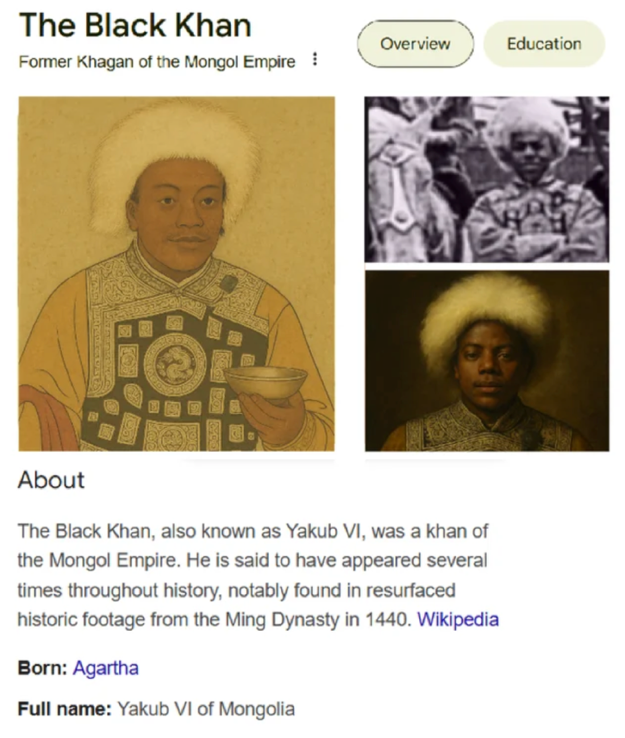 The Black Khan
Former Khagan of the Mongol Empire
Overview
Education
About
The Black Khan, also known as Yakub VI, was a khan of
the Mongol Empire. He is said to have appeared several
times throughout history, notably found in resurfaced
historic footage from the Ming Dynasty in 1440. Wikipedia
Born: Agartha
Full name: Yakub VI of Mongolia